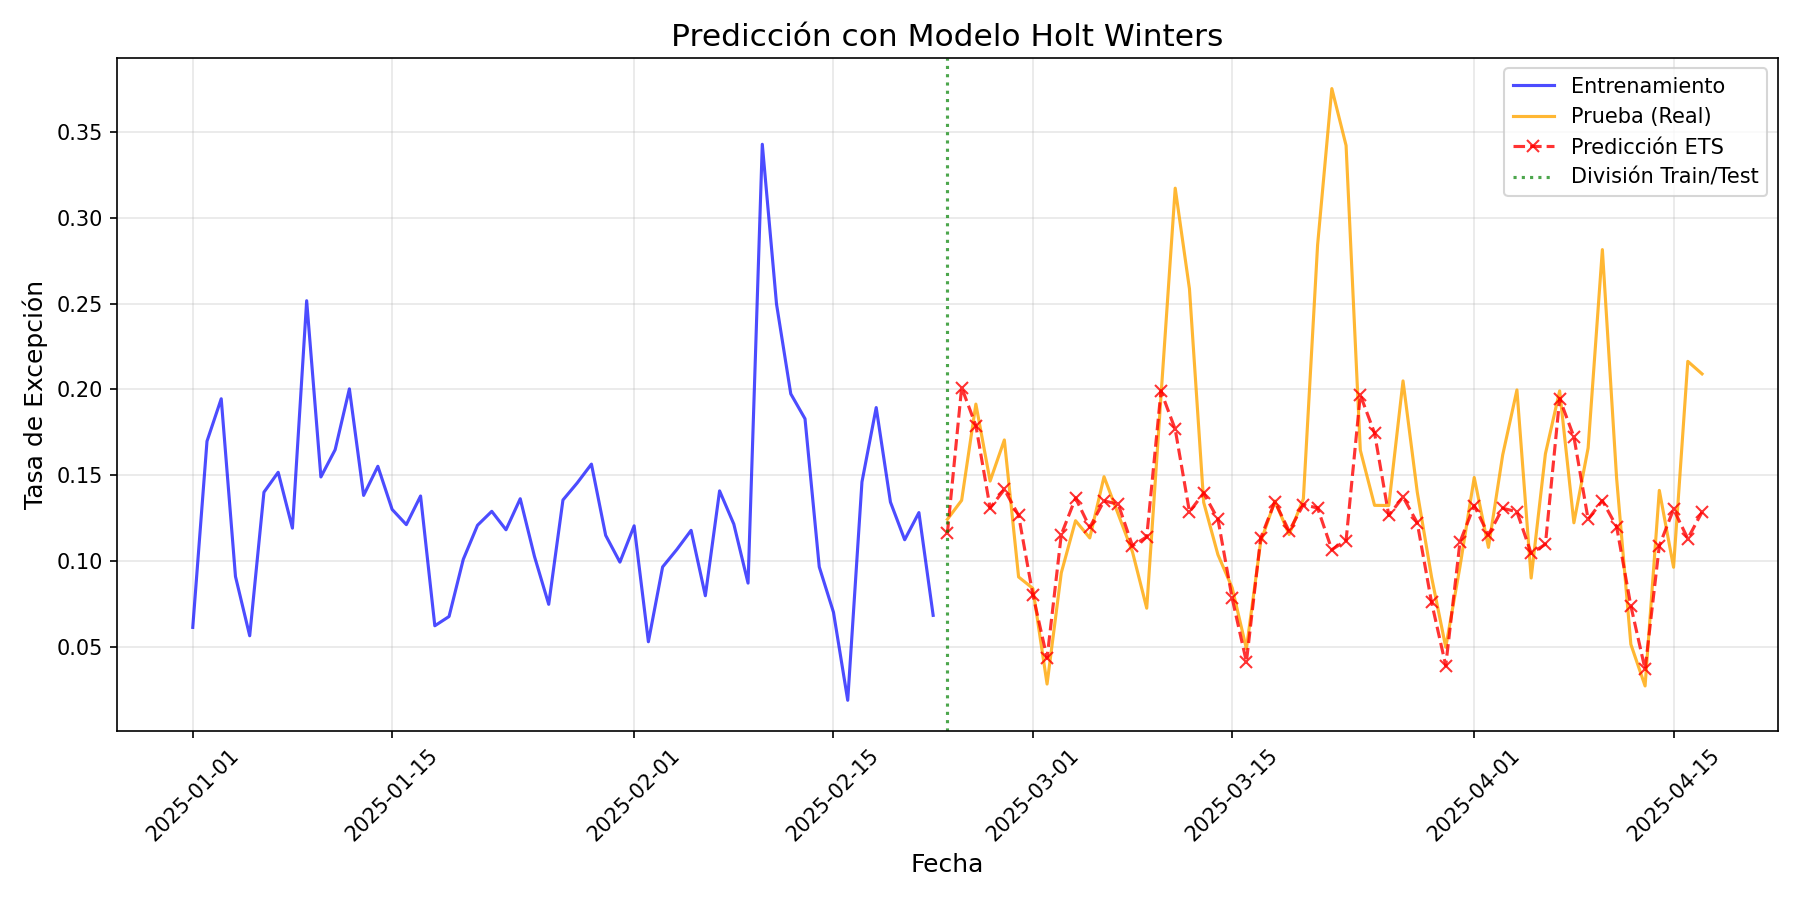 Predicción con Modelo Holt Winters
Entrenamiento
Prueba (Real)
Predicción ETS
División Train/Test
Tasa de Excepción
0.35
0.30
0.25
0.20
0.15
0.10
0.05
2025-01-01
2025-01-15
2025-02-01
2025-02-15
2025-03-01
2025-03-15
2025-04-01
2025-04-15
Fecha